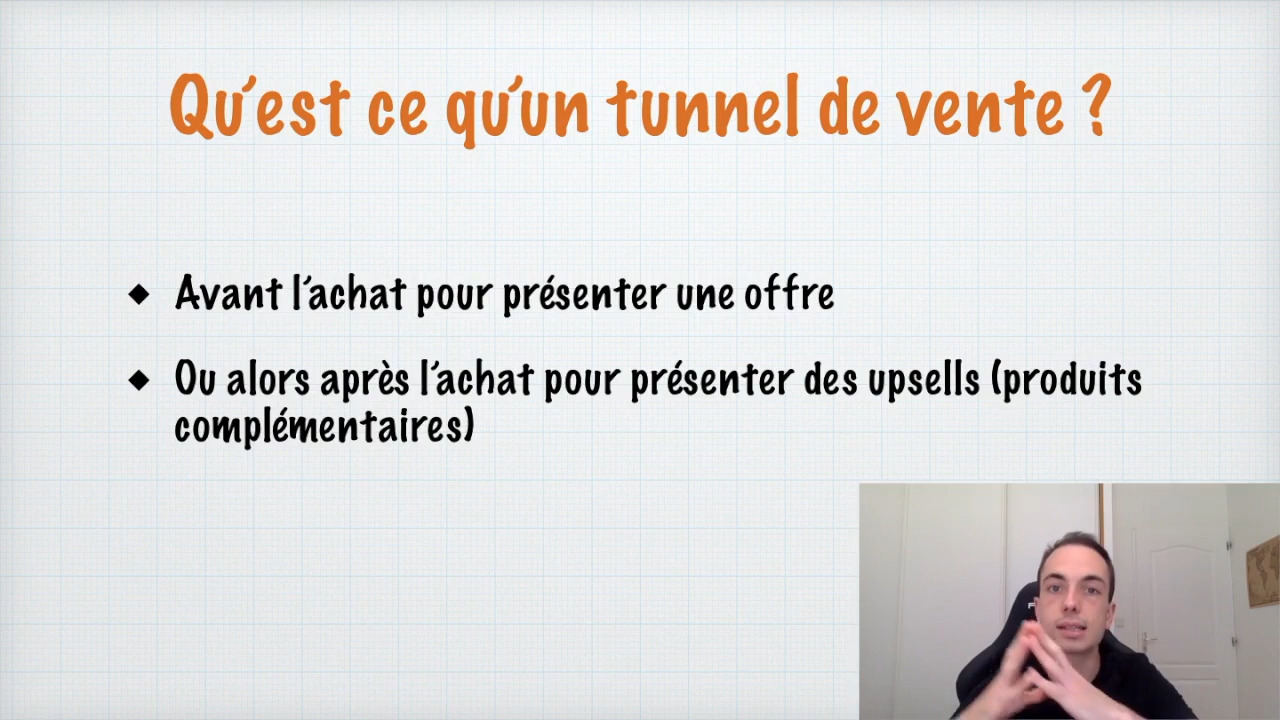 Qu'est ce qu'un tunnel de vente ?
◆ Avant l'achat pour présenter une offre
◆ Ou alors après l'achat pour présenter des upsells (produits
complémentaires)